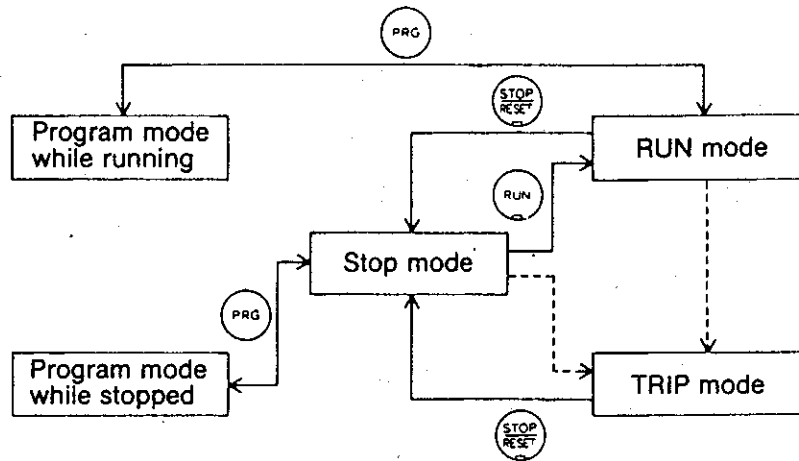 PRG
STOP
RESET
Program mode
while running
RUN mode
RUN
Stop mode
PRG
Program mode
while stopped
TRIP mode
STOP
RESET